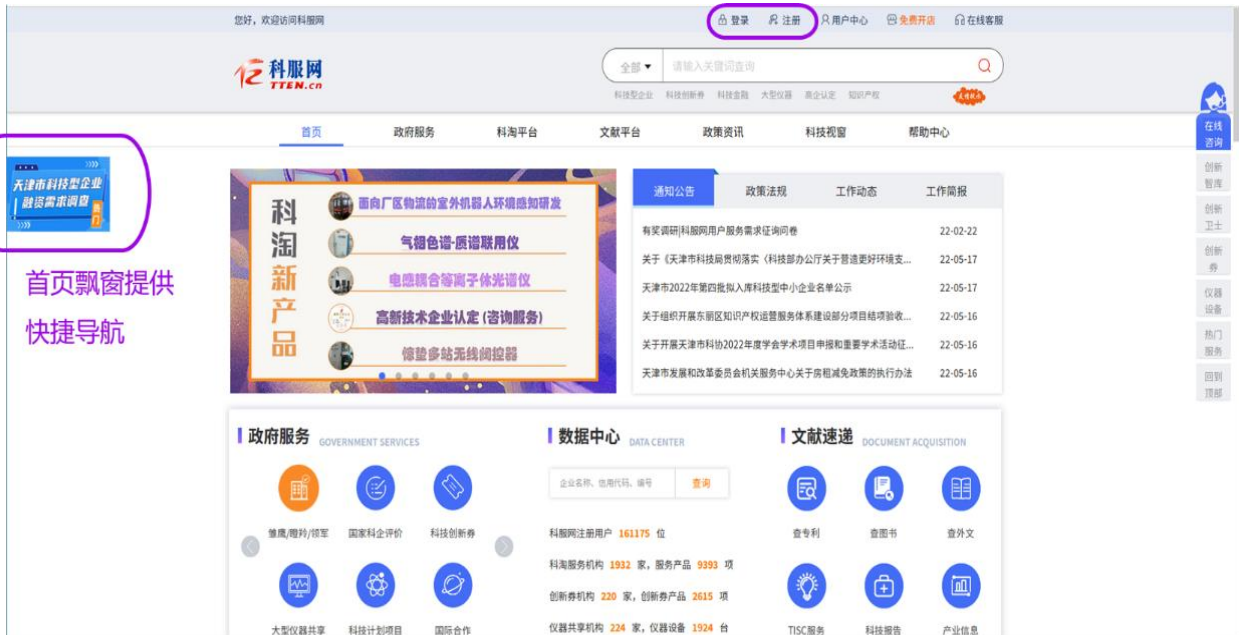 您好，欢迎访问科服网
登录 注册 用户中心 免费开店 在线客服
科服网
TTEN.cn
全部 请输入关键词查询
科技型企业 科技创新券 科技金融 大型仪器 高企认定 知识产权
首页 政府服务 科淘平台 文献平台 政策资讯 科技视窗 帮助中心
天津市科技型企业
融资需求调查
首页飘窗提供
快捷导航
科淘新产品
面向厂区物流的室外机器人环境感知研发
气相色谱-质谱联用仪
电感耦合等离子体光谱仪
高新技术企业认定(咨询服务)
多站无线阀控器
通知公告 政策法规 工作动态 工作简报
有奖调研|科服网用户服务需求征询问卷 22-02-22
关于《天津市科技局贯彻落实〈科技部办公厅关于营造更好环境支... 22-05-17
天津市2022年第四批拟入库科技型中小企业名单公示 22-05-17
关于组织开展东丽区知识产权运营服务体系建设部分项目结项验收... 22-05-16
关于开展天津市科协2022年度学会学术项目申报和重要学术活动征... 22-05-16
天津市发展和改革委员会机关服务中心关于房租减免政策的执行办法 22-05-16
在线
咨询
创新
智库
创新
卫士
创新
券
仪器
设备
热门
服务
回到
顶部
政府服务 GOVERNMENT SERVICES
雏鹰/瞪羚/领军 国家科企评价 科技创新券
大型仪器共享 科技计划项目 国际合作
数据中心 DATA CENTER
企业名称、信用代码、编号 查询
科服网注册用户 161175 位
科淘服务机构 1932 家，服务产品 9393 项
创新券机构 220 家，创新券产品 2615 项
仪器共享机构 224 家，仪器设备 1924 台
文献速递 DOCUMENT ACQUISITION
查专利 查图书 查外文
TISC服务 科技报告 产业信息